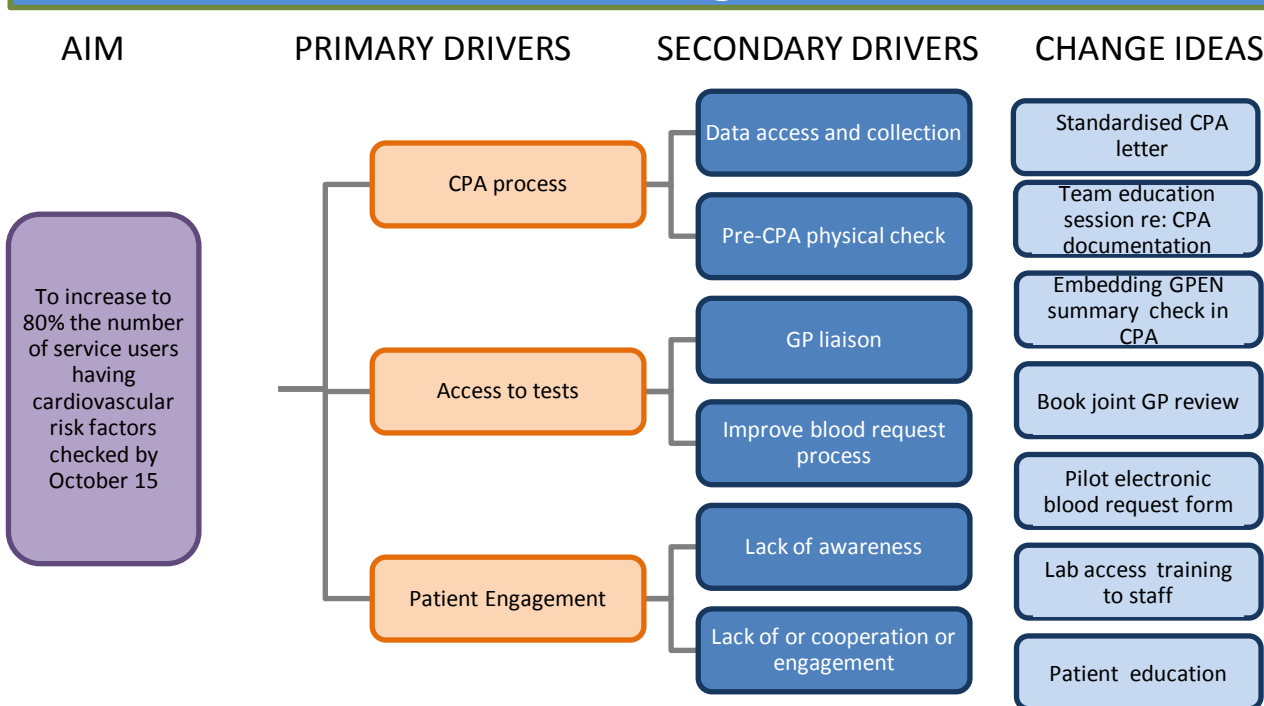 AIM
PRIMARY DRIVERS
SECONDARY DRIVERS
CHANGE IDEAS
To increase to
80% the number
of service users
having
cardiovascular
risk factors
checked by
October 15
CPA process
Access to tests
Patient Engagement
Data access and collection
Pre-CPA physical check
GP liaison
Improve blood request
process
Lack of awareness
Lack of or cooperation or
engagement
Standardised CPA
letter
Team education
session re: CPA
documentation
Embedding GPEN
summary check in
CPA
Book joint GP review
Pilot electronic
blood request form
Lab access training
to staff
Patient education